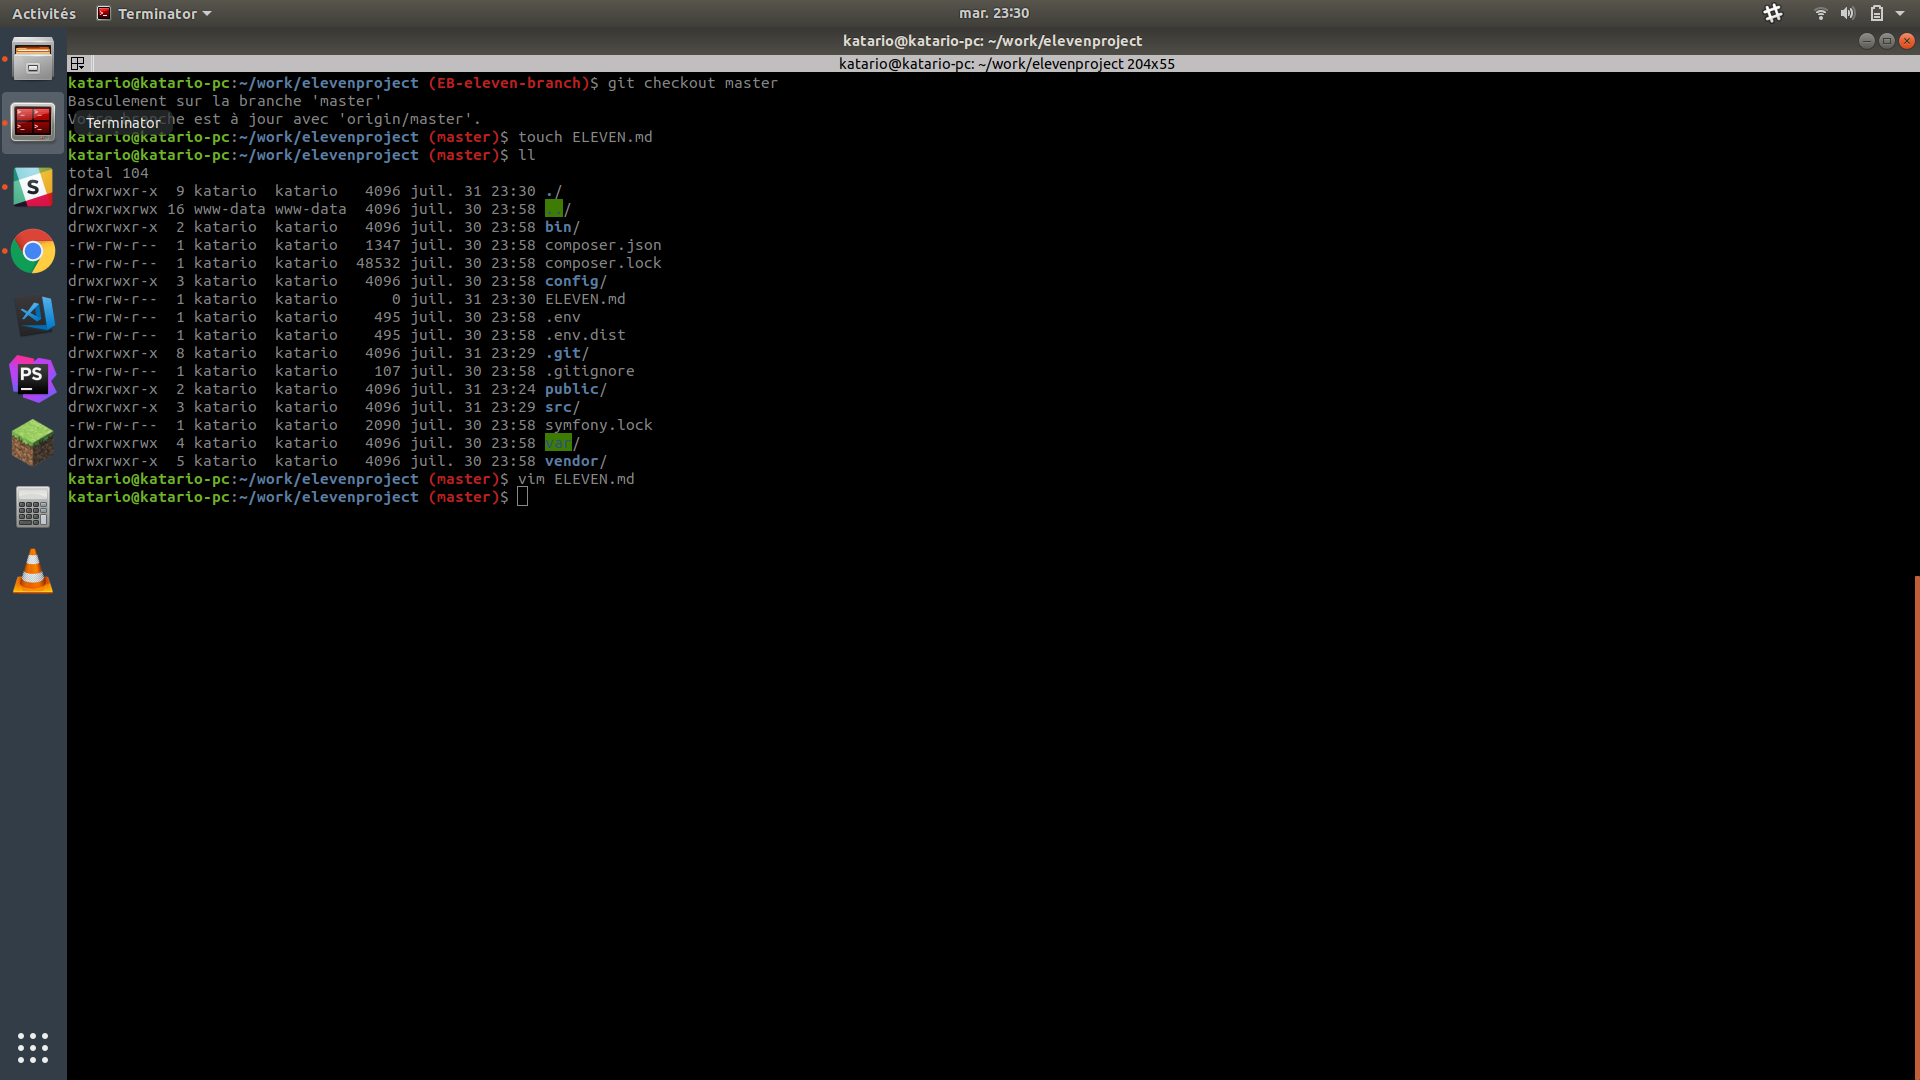 Activités Terminator mar. 23:30
katario@katario-pc: ~/work/elevenproject
katario@katario-pc: ~/work/elevenproject 204x55
katario@katario-pc:~/work/elevenproject (EB-eleven-branch)$ git checkout master
Basculement sur la branche 'master'
Votre branche est à jour avec 'origin/master'.
Terminator
katario@katario-pc:~/work/elevenproject (master)$ touch ELEVEN.md
katario@katario-pc:~/work/elevenproject (master)$ ll
total 104
drwxrwxr-x  9 katario  katario   4096 juil. 31 23:30 ./
drwxrwxrwx 16 www-data www-data  4096 juil. 30 23:58 ../
drwxrwxr-x  2 katario  katario   4096 juil. 30 23:58 bin/
-rw-rw-r--  1 katario  katario   1347 juil. 30 23:58 composer.json
-rw-rw-r--  1 katario  katario  48532 juil. 30 23:58 composer.lock
drwxrwxr-x  3 katario  katario   4096 juil. 30 23:58 config/
-rw-rw-r--  1 katario  katario      0 juil. 31 23:30 ELEVEN.md
-rw-rw-r--  1 katario  katario    495 juil. 30 23:58 .env
-rw-rw-r--  1 katario  katario    495 juil. 30 23:58 .env.dist
drwxrwxr-x  8 katario  katario   4096 juil. 31 23:29 .git/
-rw-rw-r--  1 katario  katario    107 juil. 30 23:58 .gitignore
drwxrwxr-x  2 katario  katario   4096 juil. 31 23:24 public/
drwxrwxr-x  3 katario  katario   4096 juil. 31 23:29 src/
-rw-rw-r--  1 katario  katario   2090 juil. 30 23:58 symfony.lock
drwxrwxrwx  4 katario  katario   4096 juil. 30 23:58 var/
drwxrwxr-x  5 katario  katario   4096 juil. 30 23:58 vendor/
katario@katario-pc:~/work/elevenproject (master)$ vim ELEVEN.md
katario@katario-pc:~/work/elevenproject (master)$
S
PS